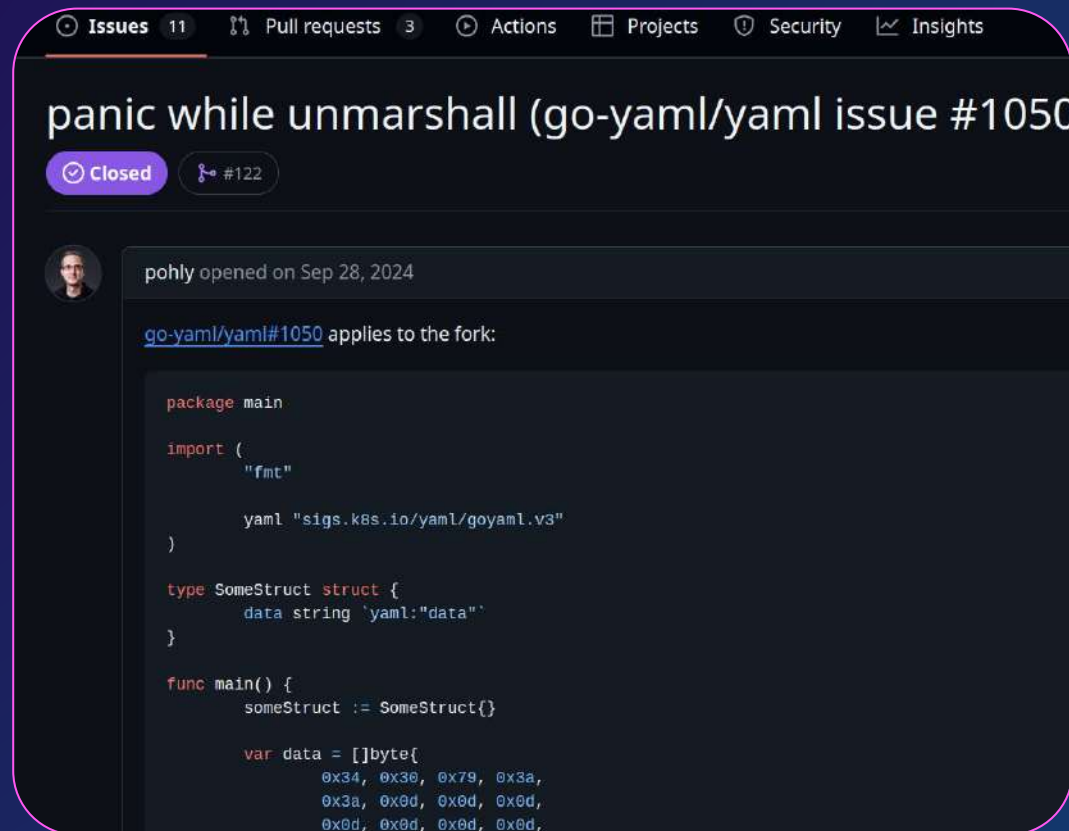 Issues 11 Pull requests 3 Actions Projects Security Insights
panic while unmarshall (go-yaml/yaml issue #1050
Closed #122
pohly opened on Sep 28, 2024
go-yaml/yaml#1050 applies to the fork:
package main
import (
"fmt"
yaml "sigs.k8s.io/yaml/goyaml.v3"
)
type SomeStruct struct {
data string `yaml:"data"`
}
func main() {
someStruct := SomeStruct{}
var data = []byte{
0x34, 0x30, 0x79, 0x3a,
0x3a, 0x0d, 0x0d, 0x0d,
0x0d, 0x0d, 0x0d, 0x0d,